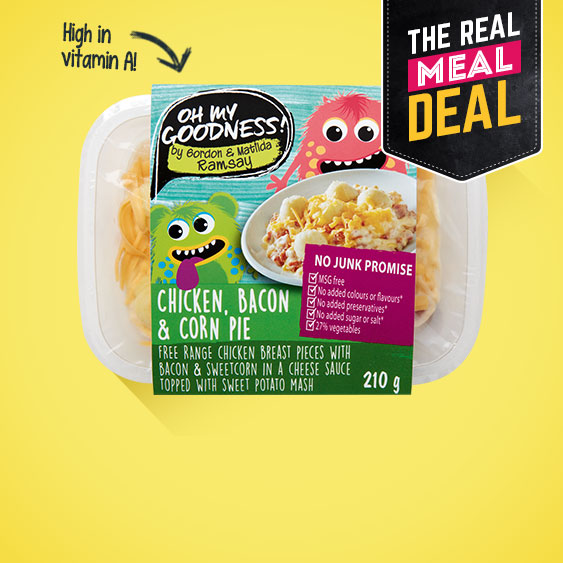 High in
vitamin A!
THE REAL
MEAL
DEAL
OH MY
GOODNESS!
by Gordon & Matilda
Ramsay
NO JUNK PROMISE
MSG free
No added colours or flavours*
No added preservatives*
No added sugar or salt*
27% vegetables
CHICKEN, BACON
& CORN PIE
FREE RANGE CHICKEN BREAST PIECES WITH
BACON & SWEETCORN IN A CHEESE SAUCE
TOPPED WITH SWEET POTATO MASH
210 g